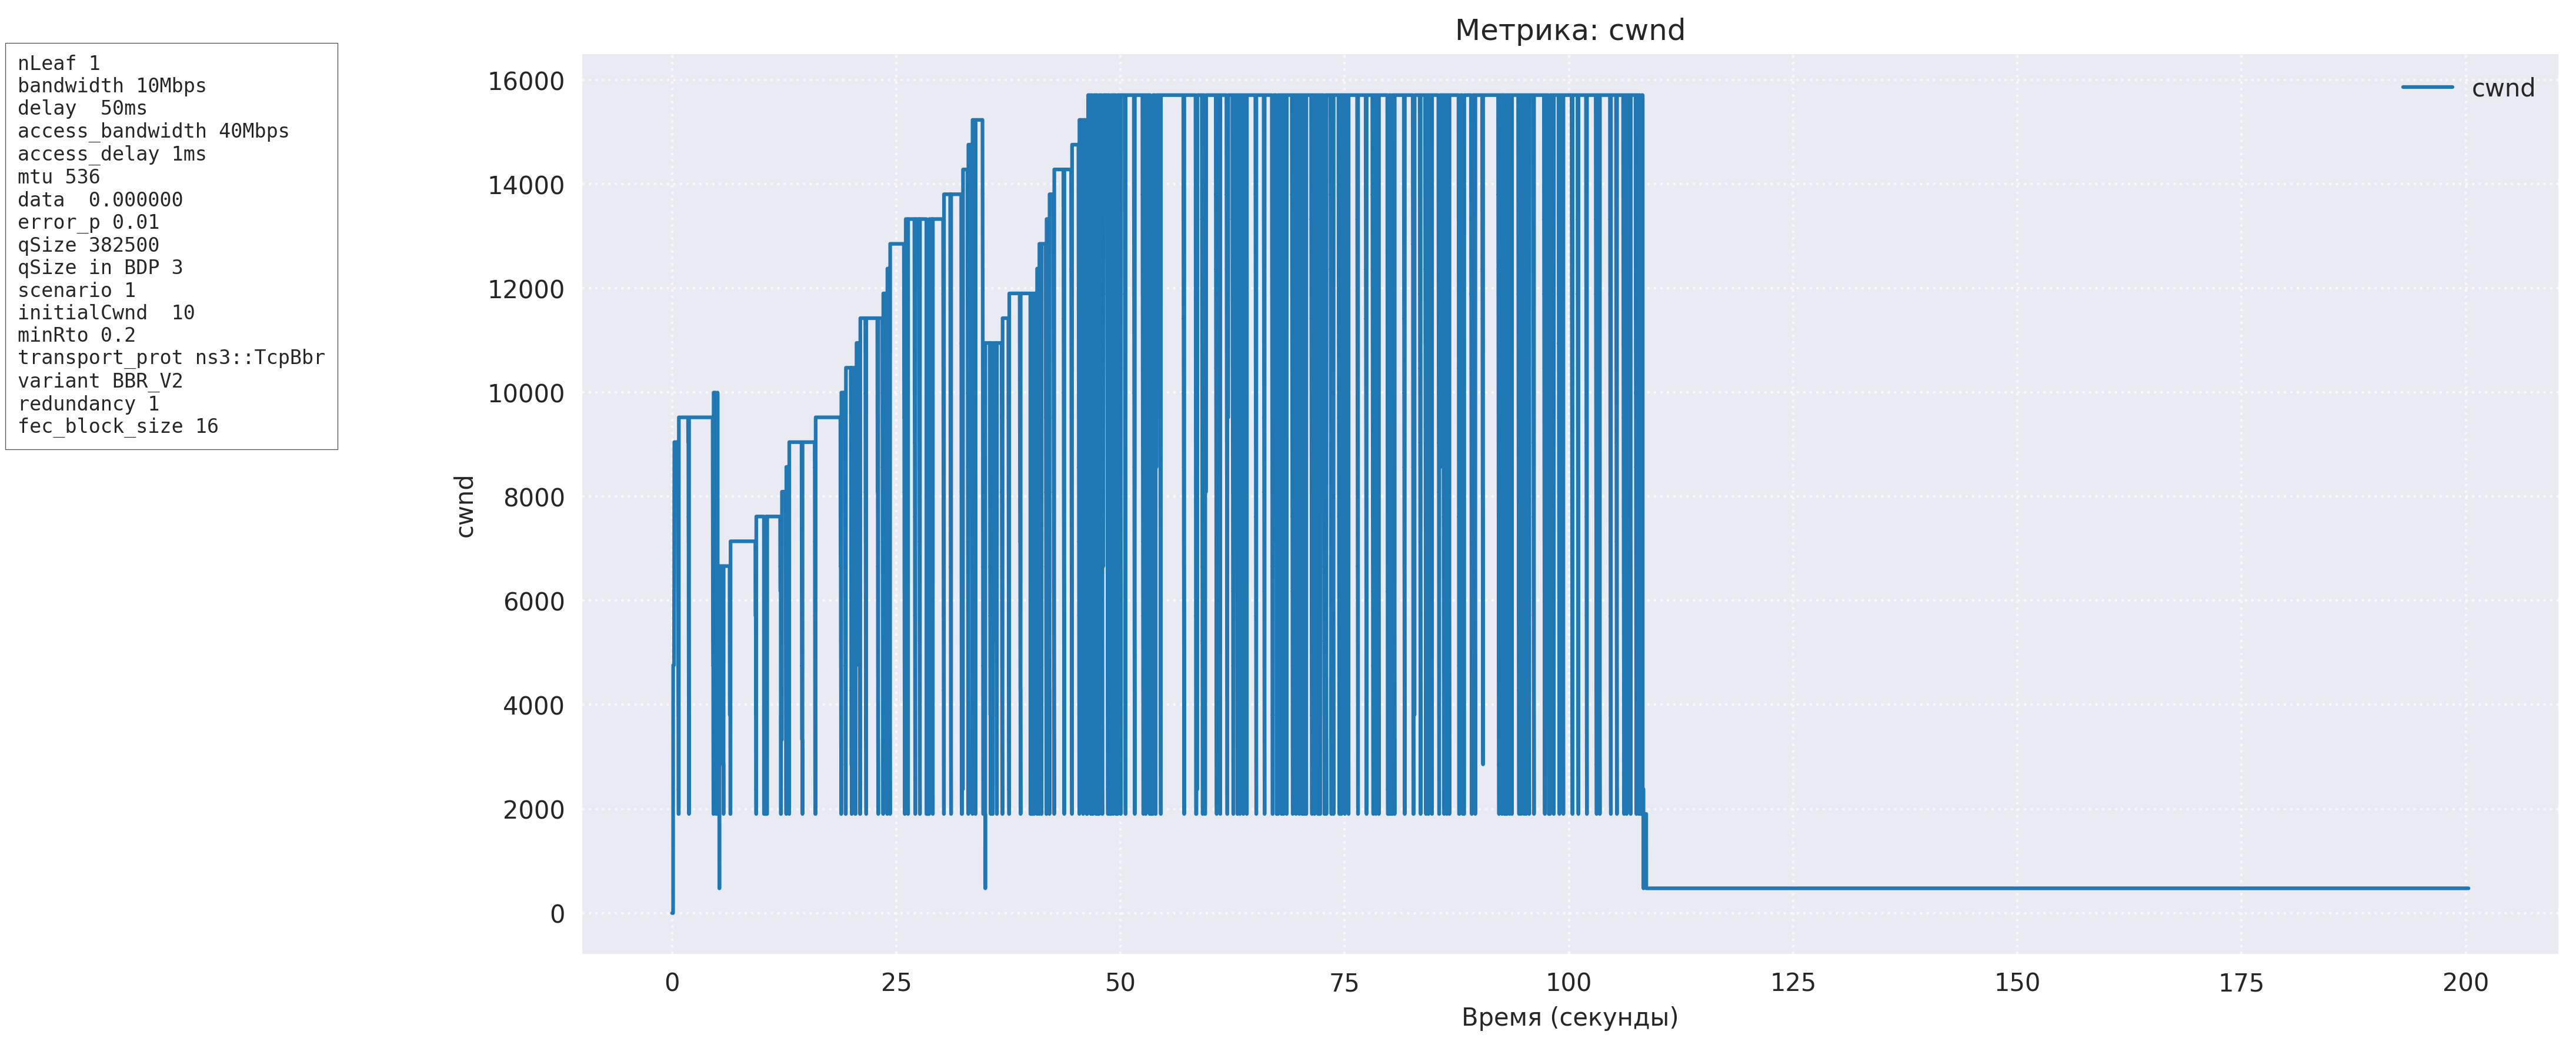 Метрика: cwnd
nLeaf 1
bandwidth 10Mbps
delay  50ms
access_bandwidth 40Mbps
access_delay 1ms
mtu 536
data  0.000000
error_p 0.01
qSize 382500
qSize in BDP 3
scenario 1
initialCwnd  10
minRto 0.2
transport_prot ns3::TcpBbr
variant BBR_V2
redundancy 1
fec_block_size 16
cwnd
16000
14000
12000
10000
8000
6000
4000
2000
0
cwnd
0 25 50 75 100 125 150 175 200
Время (секунды)